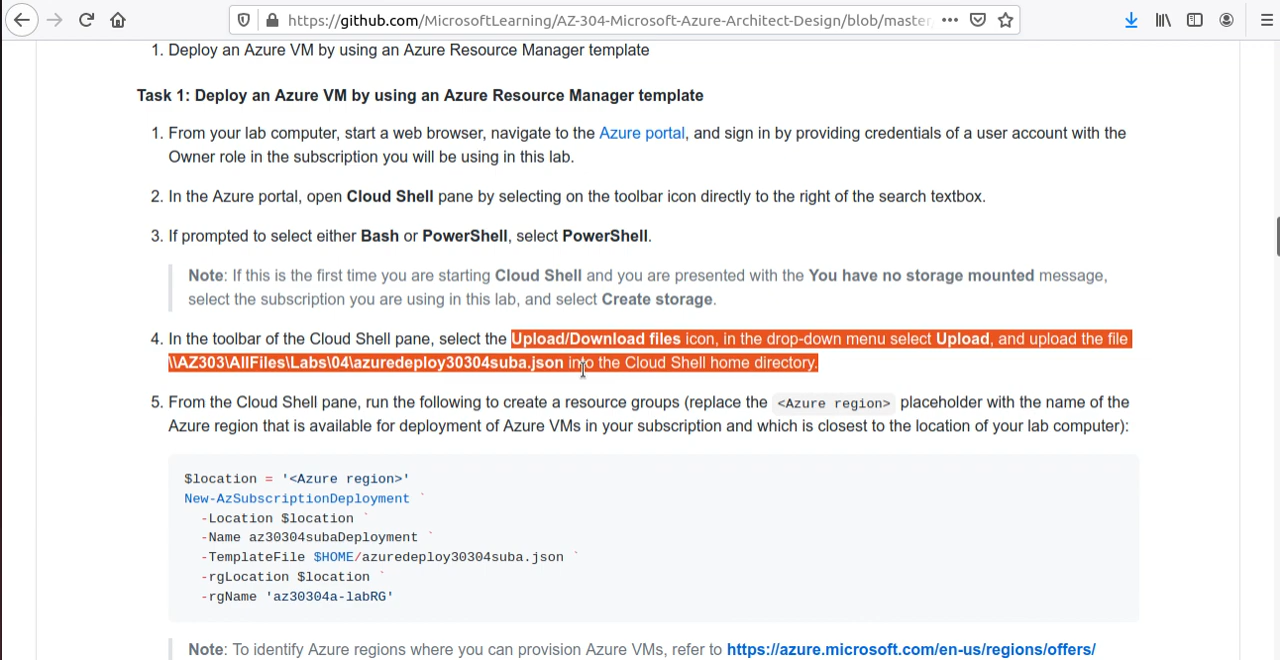 https://github.com/MicrosoftLearning/AZ-304-Microsoft-Azure-Architect-Design/blob/master
1. Deploy an Azure VM by using an Azure Resource Manager template
Task 1: Deploy an Azure VM by using an Azure Resource Manager template
1. From your lab computer, start a web browser, navigate to the Azure portal, and sign in by providing credentials of a user account with the
Owner role in the subscription you will be using in this lab.
2. In the Azure portal, open Cloud Shell pane by selecting on the toolbar icon directly to the right of the search textbox.
3. If prompted to select either Bash or PowerShell, select PowerShell.
Note: If this is the first time you are starting Cloud Shell and you are presented with the You have no storage mounted message,
select the subscription you are using in this lab, and select Create storage.
4. In the toolbar of the Cloud Shell pane, select the Upload/Download files icon, in the drop-down menu select Upload, and upload the file
\\AZ303\AllFiles\Labs\04\azuredeploy30304suba.json into the Cloud Shell home directory.
5. From the Cloud Shell pane, run the following to create a resource groups (replace the <Azure region> placeholder with the name of the
Azure region that is available for deployment of Azure VMs in your subscription and which is closest to the location of your lab computer):
$location = '<Azure region>'
New-AzSubscriptionDeployment `
-Location $location `
-Name az30304subaDeployment `
-TemplateFile $HOME/azuredeploy30304suba.json `
-rgLocation $location `
-rgName 'az30304a-labRG'
Note: To identify Azure regions where you can provision Azure VMs, refer to https://azure.microsoft.com/en-us/regions/offers/